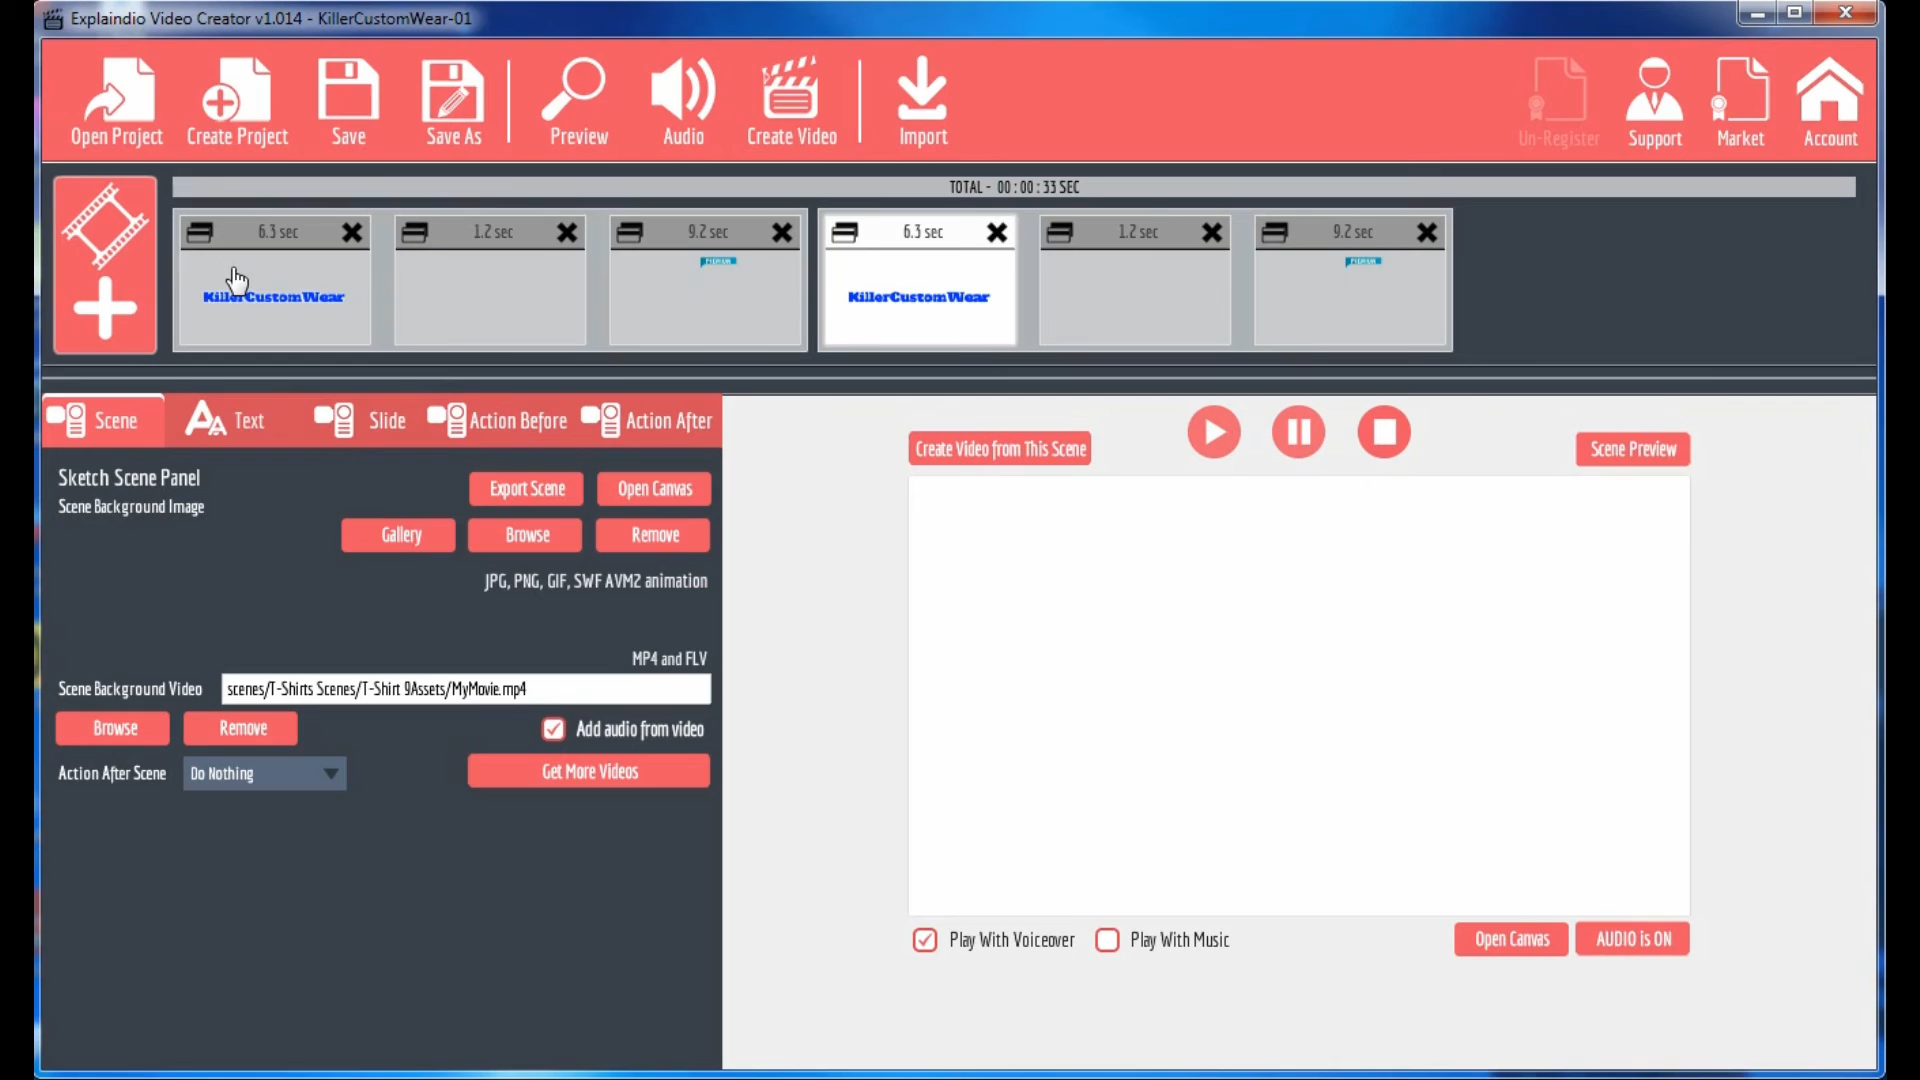 Explaindio Video Creator v1.014 - KillerCustomWear-01
Open Project
Create Project
Save
Save As
Preview
Audio
Create Video
Import
Un-Register
Support
Market
Account
TOTAL - 00 : 00 : 33 SEC
6.3 sec
1.2 sec
9.2 sec
6.3 sec
1.2 sec
9.2 sec
PREMIUM
PREMIUM
KillerCustomWear
KillerCustomWear
Scene
Text
Slide
Action Before
Action After
Sketch Scene Panel
Scene Background Image
Export Scene
Open Canvas
Gallery
Browse
Remove
JPG, PNG, GIF, SWF AVM2 animation
MP4 and FLV
Scene Background Video
scenes/T-Shirts Scenes/T-Shirt 9Assets/MyMovie.mp4
Browse
Remove
Add audio from video
Action After Scene
Do Nothing
Get More Videos
Create Video from This Scene
Scene Preview
Play With Voiceover
Play With Music
Open Canvas
AUDIO is ON